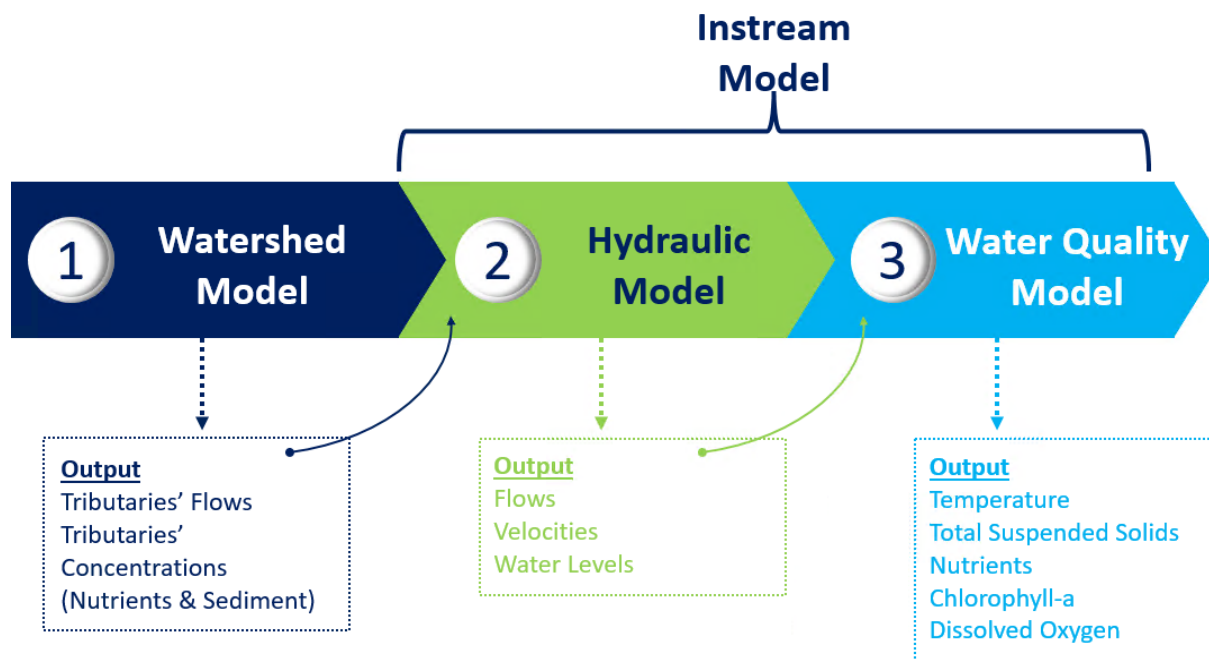 Instream
Model
1
Watershed
Model
2
Hydraulic
Model
3
Water Quality
Model
Output
Tributaries’ Flows
Tributaries’
Concentrations
(Nutrients & Sediment)
Output
Flows
Velocities
Water Levels
Output
Temperature
Total Suspended Solids
Nutrients
Chlorophyll-a
Dissolved Oxygen